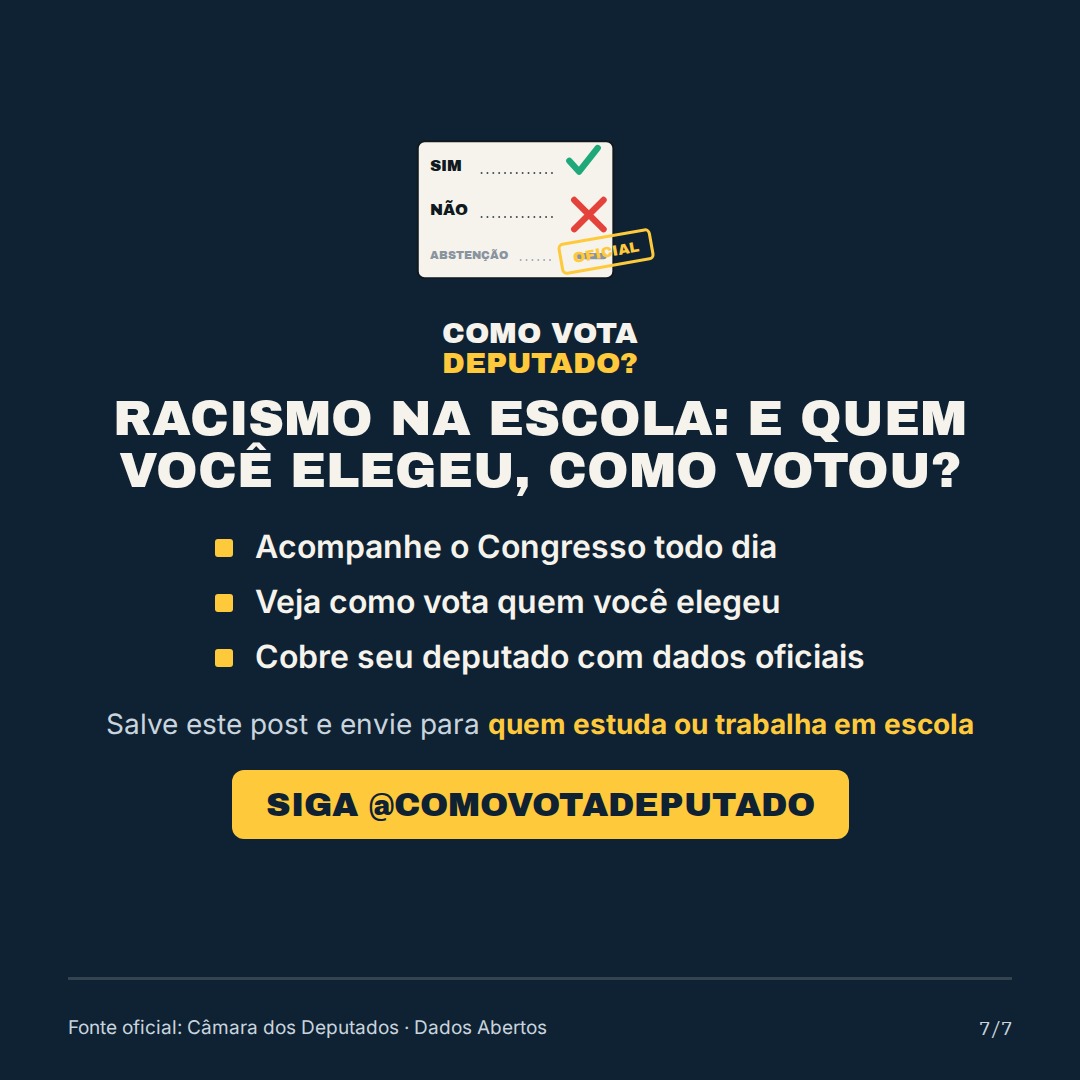 SIM .............
NÃO .............
ABSTENÇÃO ......
OFICIAL
COMO VOTA
DEPUTADO?
RACISMO NA ESCOLA: E QUEM
VOCÊ ELEGEU, COMO VOTOU?
Acompanhe o Congresso todo dia
Veja como vota quem você elegeu
Cobre seu deputado com dados oficiais
Salve este post e envie para quem estuda ou trabalha em escola
SIGA @COMOVOTADEPUTADO
Fonte oficial: Câmara dos Deputados · Dados Abertos
7/7